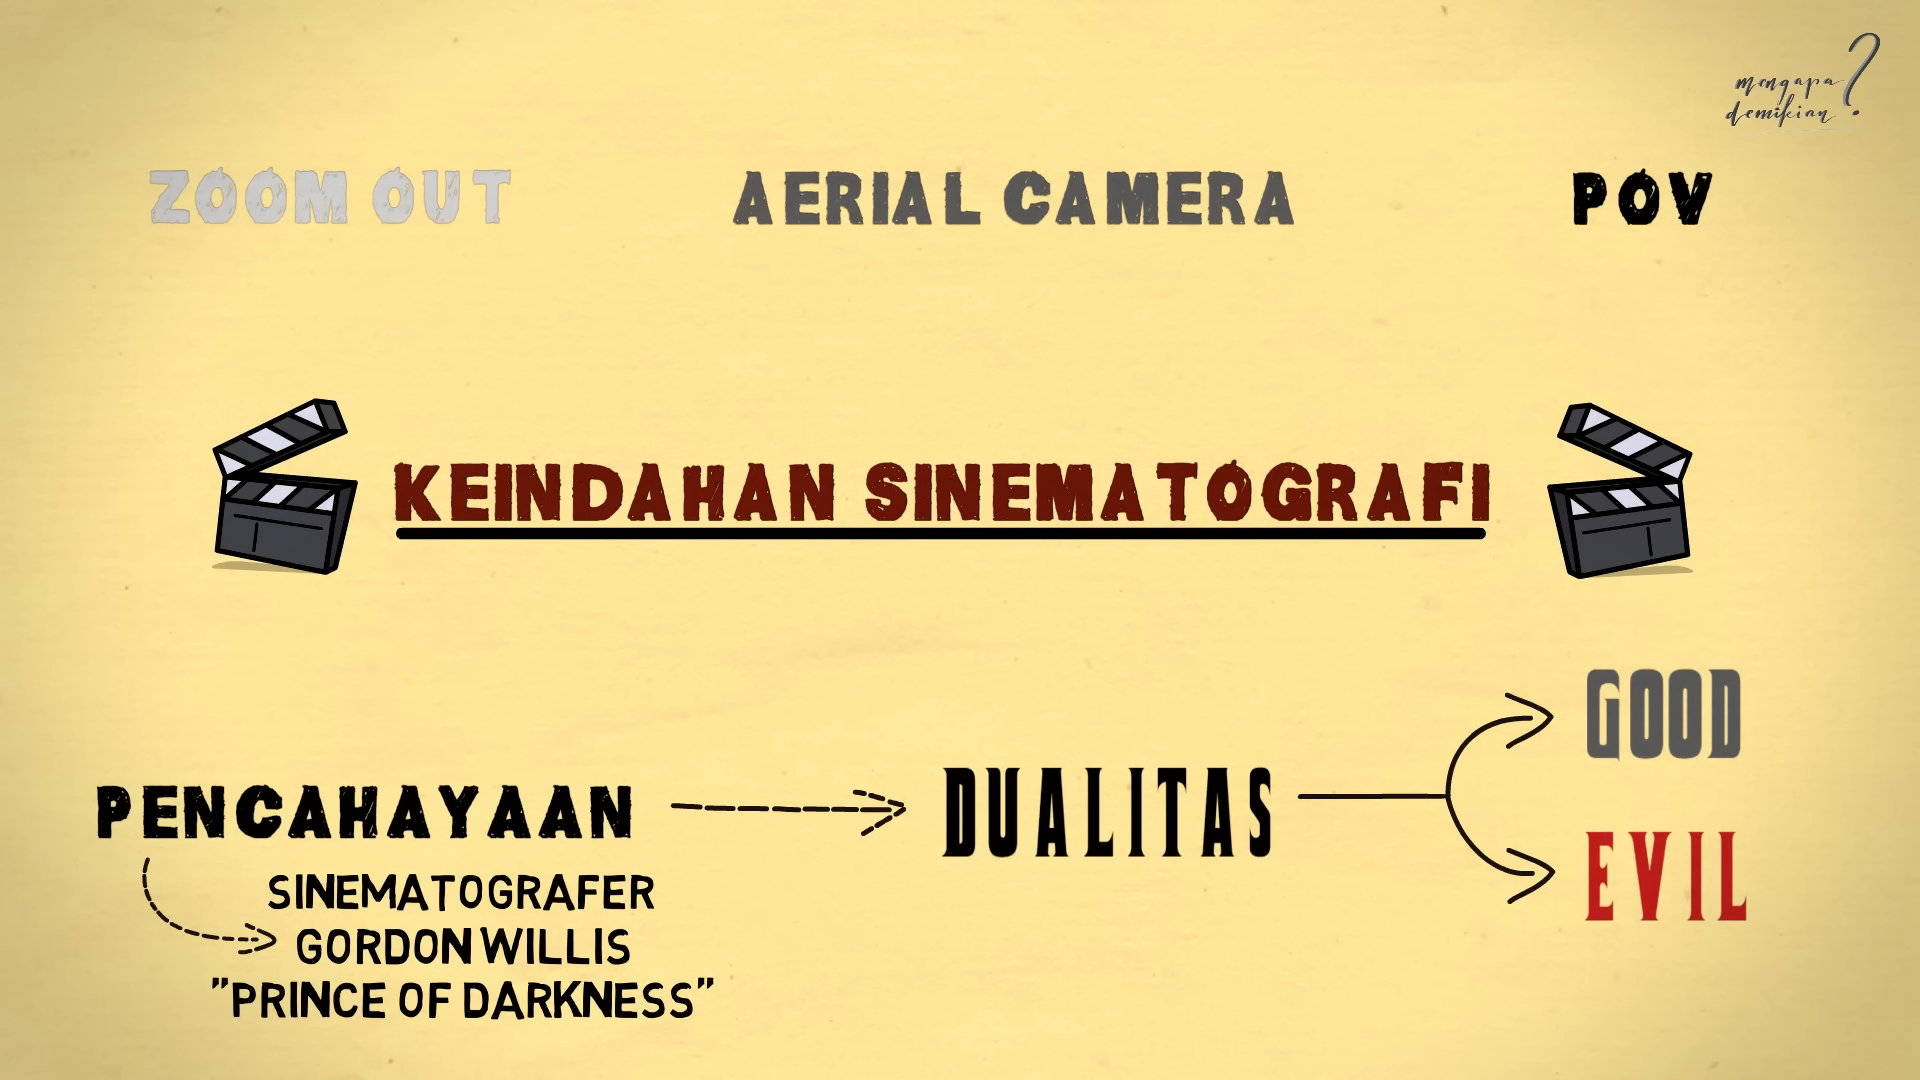 mengapa
demikian?
ZOOM OUT
AERIAL CAMERA
POV
KEINDAHAN SINEMATOGRAFI
PENCAHAYAAN
SINEMATOGRAFER
GORDON WILLIS
"PRINCE OF DARKNESS"
DUALITAS
GOOD
EVIL